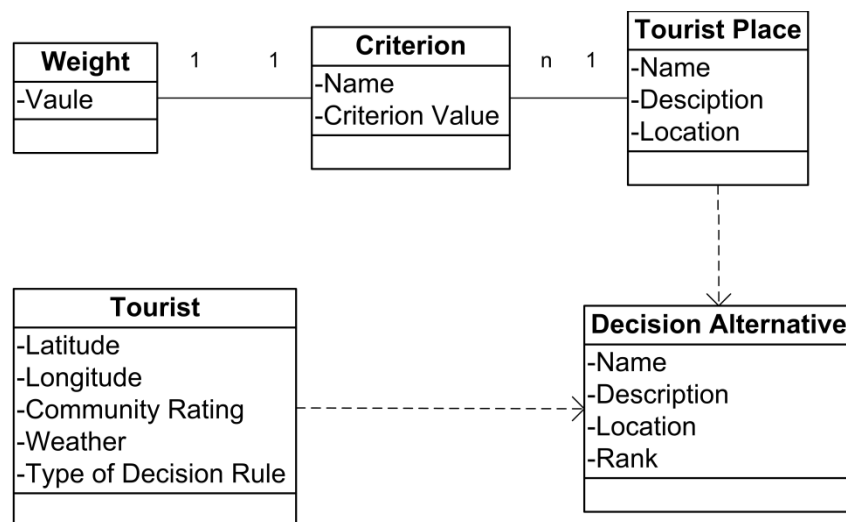 Weight
-Vaule
1
1
Criterion
-Name
-Criterion Value
n
1
Tourist Place
-Name
-Desciption
-Location
Tourist
-Latitude
-Longitude
-Community Rating
-Weather
-Type of Decision Rule
Decision Alternative
-Name
-Description
-Location
-Rank